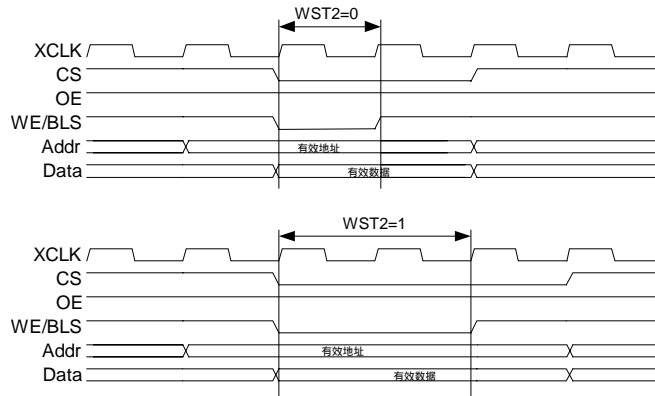 WST2=0
XCLK
CS
OE
WE/BLS
Addr
有效地址
Data
有效数据
WST2=1
XCLK
CS
OE
WE/BLS
Addr
有效地址
Data
有效数据